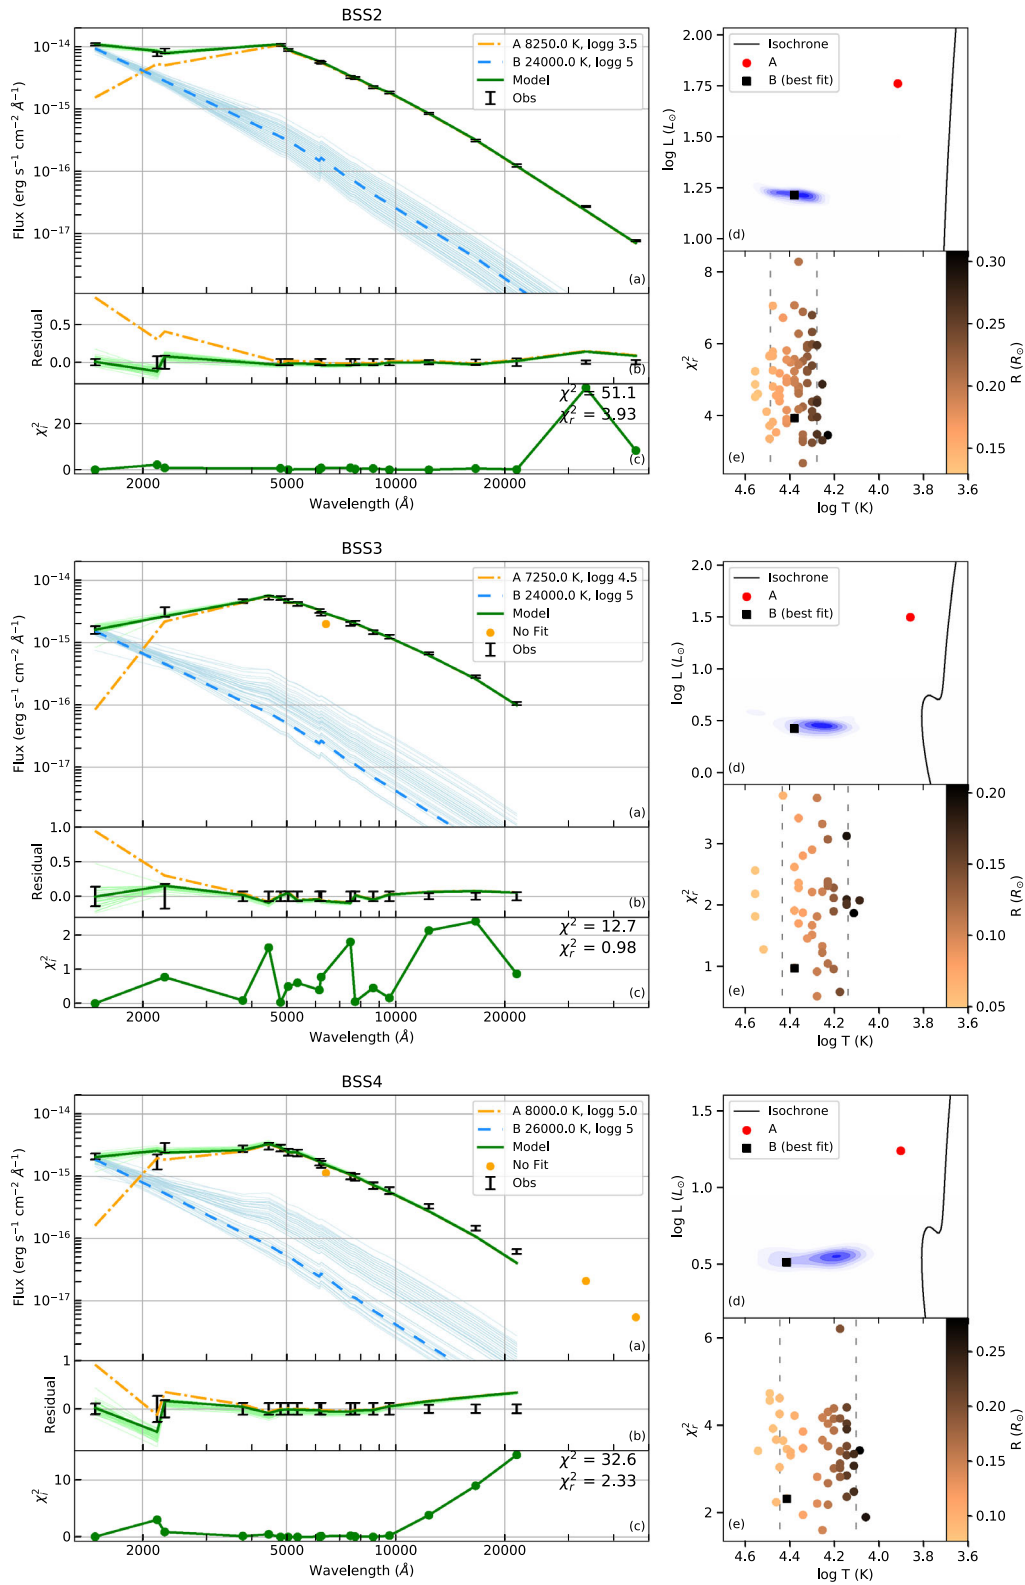 BSS2
A 8250.0 K, logg 3.5
B 24000.0 K, logg 5
Model
Obs
10⁻¹⁴
10⁻¹⁵
10⁻¹⁶
10⁻¹⁷
Flux (erg s⁻¹ cm⁻² Å⁻¹)
(a)
0.5
0.0
Residual
(b)
χ² = 51.1
χᵣ² = 3.93
20
0
χᵢ²
(c)
2000 5000 10000 20000
Wavelength (Å)
Isochrone
A
B (best fit)
2.00
1.75
1.50
1.25
1.00
log L (L⊙)
(d)
8
6
4
χᵣ²
(e)
4.6 4.4 4.2 4.0 3.8 3.6
log T (K)
0.30
0.25
0.20
0.15
R (R⊙)
BSS3
A 7250.0 K, logg 4.5
B 24000.0 K, logg 5
Model
No Fit
Obs
10⁻¹⁴
10⁻¹⁵
10⁻¹⁶
10⁻¹⁷
Flux (erg s⁻¹ cm⁻² Å⁻¹)
(a)
1.0
0.5
0.0
Residual
(b)
χ² = 12.7
χᵣ² = 0.98
2
1
0
χᵢ²
(c)
2000 5000 10000 20000
Wavelength (Å)
Isochrone
A
B (best fit)
2.0
1.5
1.0
0.5
0.0
log L (L⊙)
(d)
3
2
1
χᵣ²
(e)
4.6 4.4 4.2 4.0 3.8 3.6
log T (K)
0.20
0.15
0.10
0.05
R (R⊙)
BSS4
A 8000.0 K, logg 5.0
B 26000.0 K, logg 5
Model
No Fit
Obs
10⁻¹⁴
10⁻¹⁵
10⁻¹⁶
10⁻¹⁷
Flux (erg s⁻¹ cm⁻² Å⁻¹)
(a)
1
0
Residual
(b)
χ² = 32.6
χᵣ² = 2.33
10
0
χᵢ²
(c)
2000 5000 10000 20000
Wavelength (Å)
Isochrone
A
B (best fit)
1.5
1.0
0.5
log L (L⊙)
(d)
6
4
2
χᵣ²
(e)
4.6 4.4 4.2 4.0 3.8 3.6
log T (K)
0.25
0.20
0.15
0.10
R (R⊙)